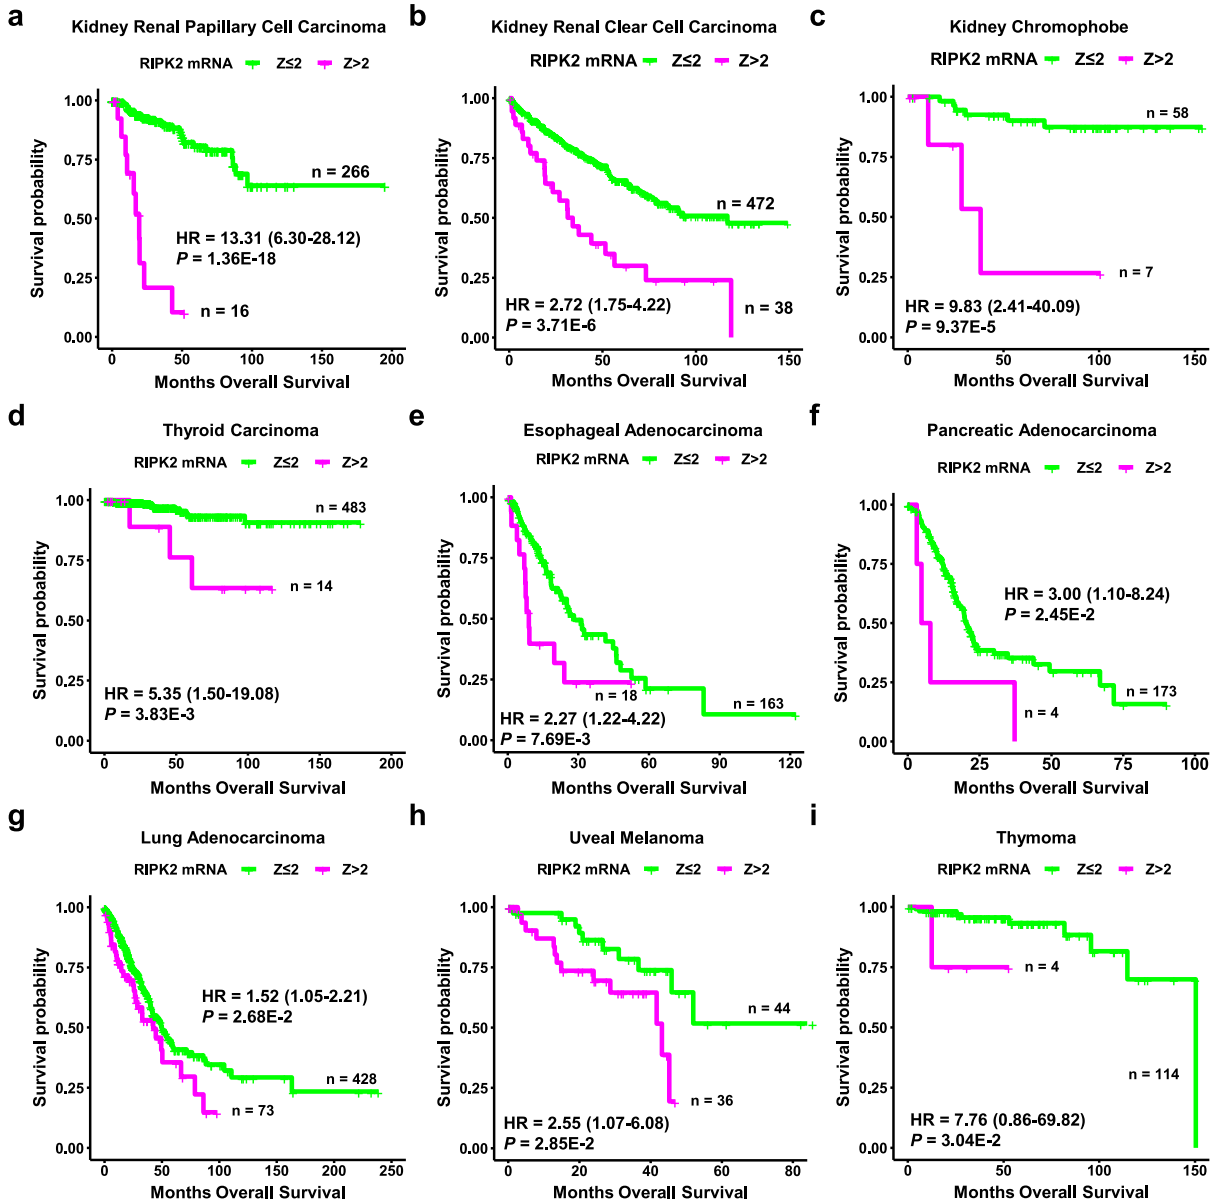 a
Kidney Renal Papillary Cell Carcinoma
RIPK2 mRNA Z≤2 Z>2
Survival probability
1.00
0.75
0.50
0.25
0.00
n = 266
HR = 13.31 (6.30-28.12)
P = 1.36E-18
n = 16
0 50 100 150 200
Months Overall Survival
b
Kidney Renal Clear Cell Carcinoma
RIPK2 mRNA Z≤2 Z>2
Survival probability
1.00
0.75
0.50
0.25
0.00
n = 472
HR = 2.72 (1.75-4.22)
P = 3.71E-6
n = 38
0 50 100 150
Months Overall Survival
c
Kidney Chromophobe
RIPK2 mRNA Z≤2 Z>2
Survival probability
1.00
0.75
0.50
0.25
0.00
n = 58
n = 7
HR = 9.83 (2.41-40.09)
P = 9.37E-5
0 50 100 150
Months Overall Survival
d
Thyroid Carcinoma
RIPK2 mRNA Z≤2 Z>2
Survival probability
1.00
0.75
0.50
0.25
0.00
n = 483
n = 14
HR = 5.35 (1.50-19.08)
P = 3.83E-3
0 50 100 150 200
Months Overall Survival
e
Esophageal Adenocarcinoma
RIPK2 mRNA Z≤2 Z>2
Survival probability
1.00
0.75
0.50
0.25
0.00
n = 18
n = 163
HR = 2.27 (1.22-4.22)
P = 7.69E-3
0 30 60 90 120
Months Overall Survival
f
Pancreatic Adenocarcinoma
RIPK2 mRNA Z≤2 Z>2
Survival probability
1.00
0.75
0.50
0.25
0.00
HR = 3.00 (1.10-8.24)
P = 2.45E-2
n = 173
n = 4
0 25 50 75 100
Months Overall Survival
g
Lung Adenocarcinoma
RIPK2 mRNA Z≤2 Z>2
Survival probability
1.00
0.75
0.50
0.25
0.00
HR = 1.52 (1.05-2.21)
P = 2.68E-2
n = 428
n = 73
0 50 100 150 200 250
Months Overall Survival
h
Uveal Melanoma
RIPK2 mRNA Z≤2 Z>2
Survival probability
1.00
0.75
0.50
0.25
0.00
n = 44
n = 36
HR = 2.55 (1.07-6.08)
P = 2.85E-2
0 20 40 60 80
Months Overall Survival
i
Thymoma
RIPK2 mRNA Z≤2 Z>2
Survival probability
1.00
0.75
0.50
0.25
0.00
n = 4
n = 114
HR = 7.76 (0.86-69.82)
P = 3.04E-2
0 50 100 150
Months Overall Survival